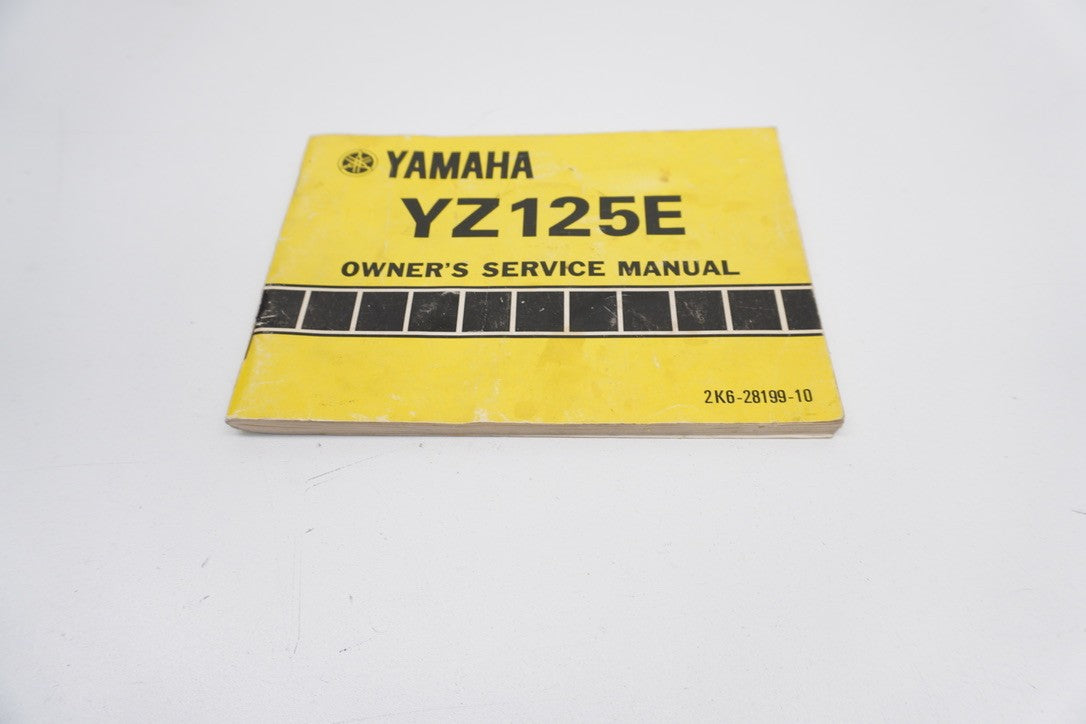 YAMAHA
YZ125E
OWNER'S SERVICE MANUAL
2K6-28199-10